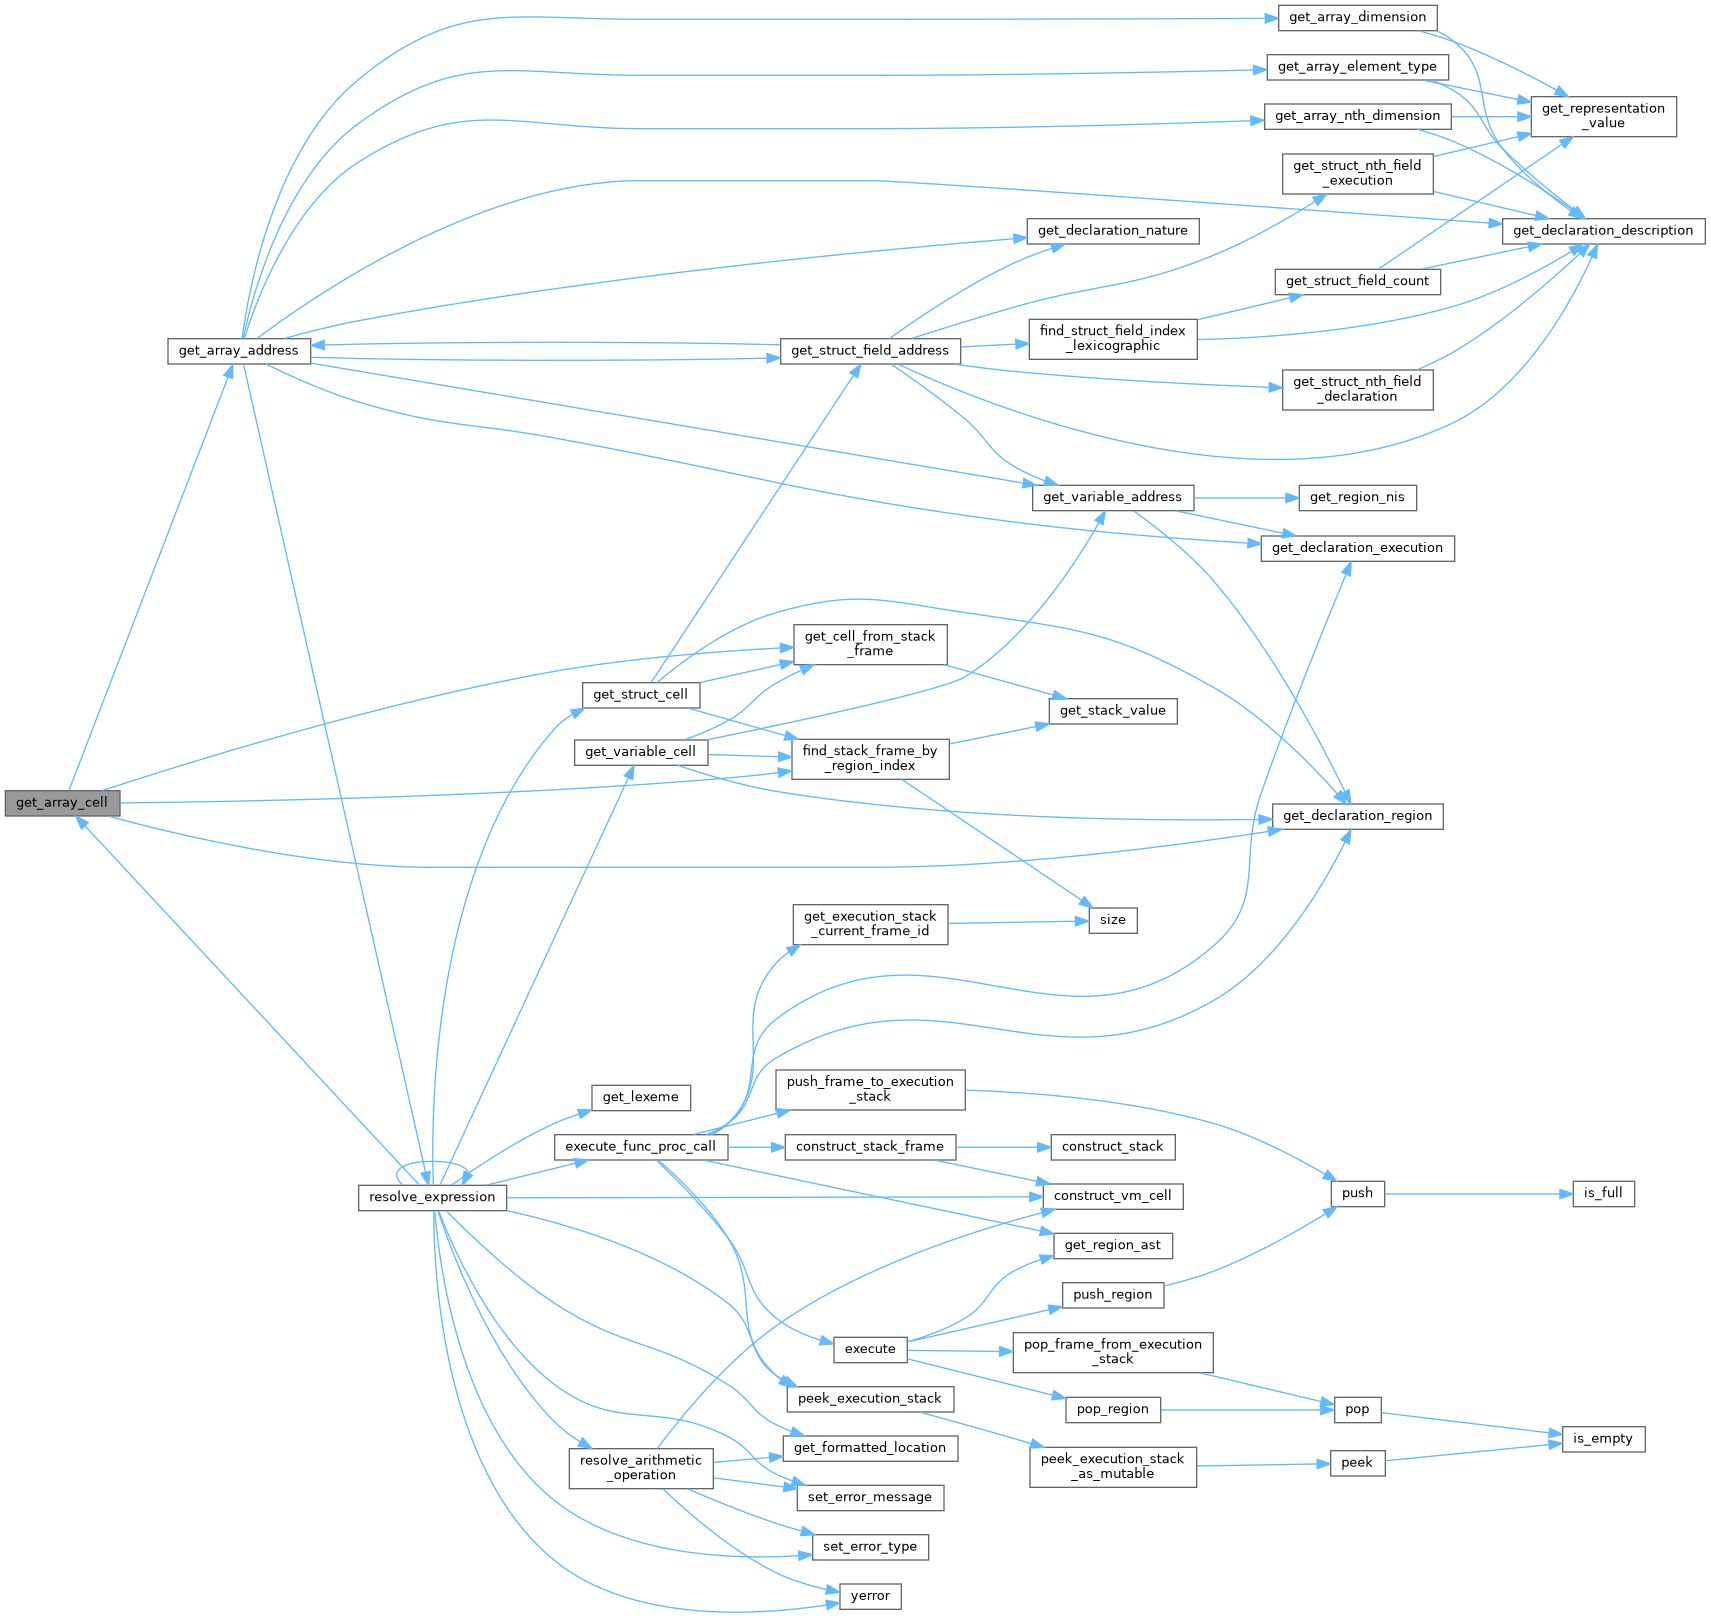 get_array_dimension
get_array_element_type
get_representation
_value
get_array_nth_dimension
get_struct_nth_field
_execution
get_declaration_nature
get_declaration_description
get_struct_field_count
find_struct_field_index
_lexicographic
get_array_address
get_struct_field_address
get_struct_nth_field
_declaration
get_variable_address
get_region_nis
get_declaration_execution
get_cell_from_stack
_frame
get_struct_cell
get_stack_value
get_variable_cell
find_stack_frame_by
_region_index
get_array_cell
get_declaration_region
get_execution_stack
_current_frame_id
size
push_frame_to_execution
_stack
get_lexeme
execute_func_proc_call
construct_stack_frame
construct_stack
resolve_expression
construct_vm_cell
push
is_full
get_region_ast
push_region
execute
pop_frame_from_execution
_stack
peek_execution_stack
pop_region
pop
get_formatted_location
is_empty
resolve_arithmetic
_operation
peek_execution_stack
_as_mutable
peek
set_error_message
set_error_type
yerror